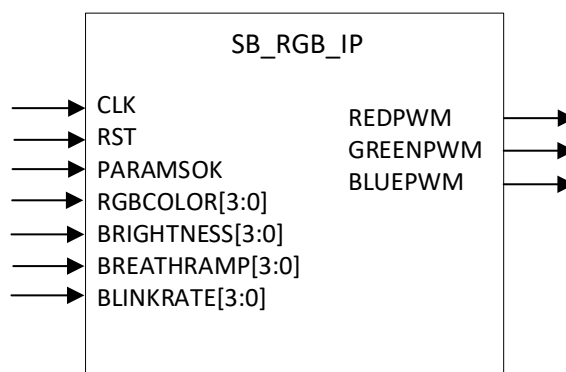 SB_RGB_IP
CLK
RST
PARAMSOK
RGBCOLOR[3:0]
BRIGHTNESS[3:0]
BREATHRAMP[3:0]
BLINKRATE[3:0]
REDPWM
GREENPWM
BLUEPWM